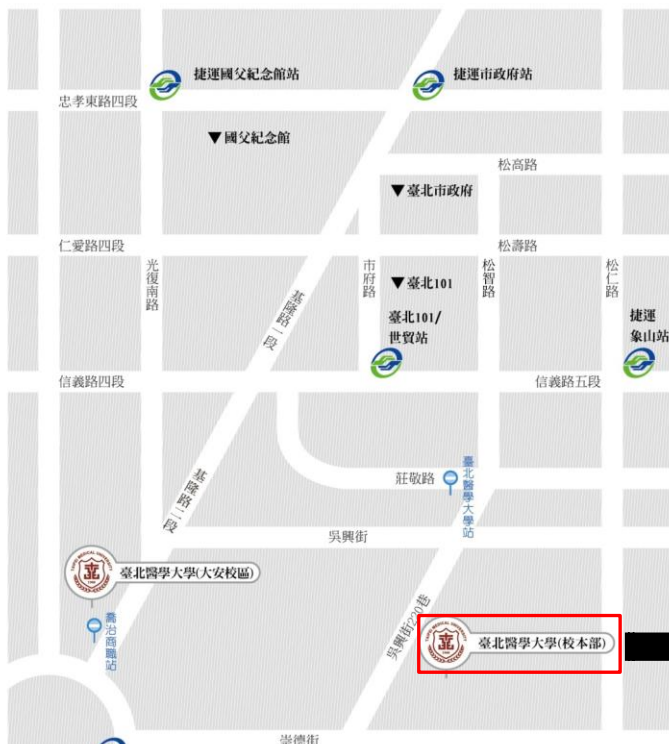 捷運國父紀念館站
捷運市政府站
忠孝東路四段
▼國父紀念館
松高路
▼臺北市政府
仁愛路四段
松壽路
光復南路
市府路
▼臺北101
松智路
松仁路
基隆路一段
臺北101/
世貿站
捷運
象山站
信義路四段
信義路五段
莊敬路
臺北醫學大學站
基隆路二段
吳興街
臺北醫學大學(大安校區)
喬治商職站
吳興街220巷
臺北醫學大學(校本部)
崇德街